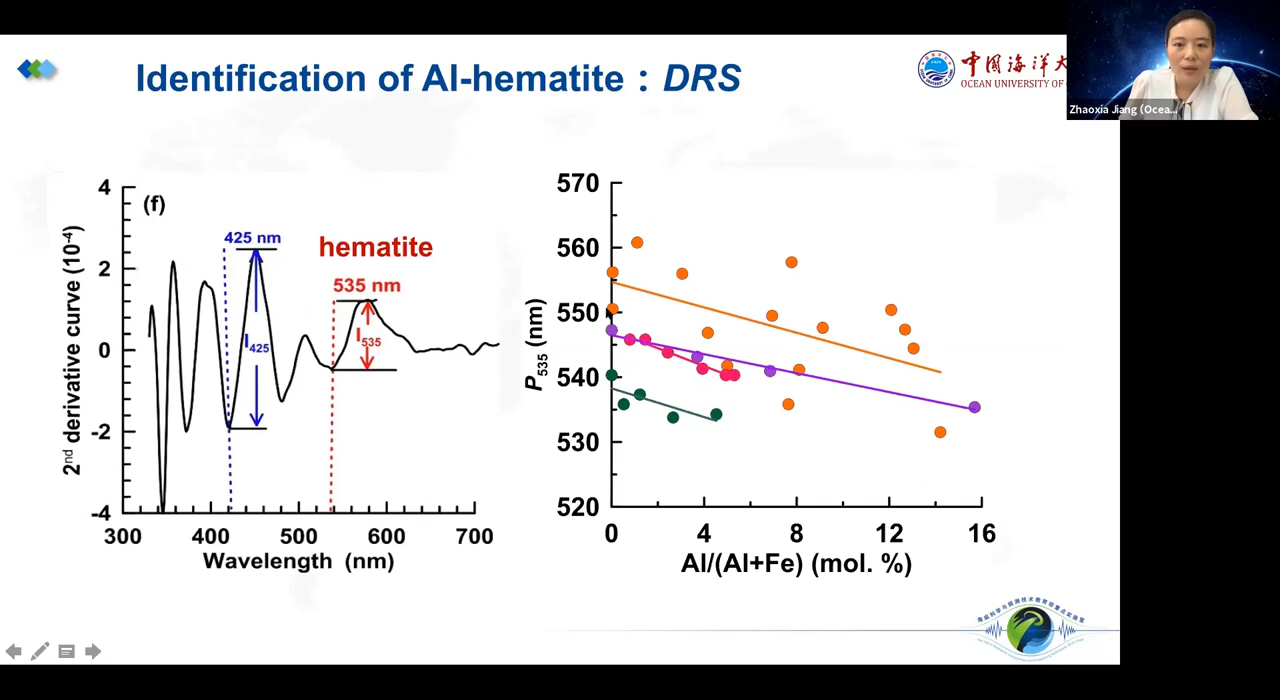 Identification of Al-hematite : DRS
中国海洋大
OCEAN UNIVERSITY OF
Zhaoxia Jiang (Ocea...
(f)
425 nm
hematite
535 nm
I425
I535
4
2
0
-2
-4
2nd derivative curve (10-4)
300 400 500 600 700
Wavelength (nm)
570
560
550
540
530
520
P535 (nm)
0 4 8 12 16
Al/(Al+Fe) (mol. %)